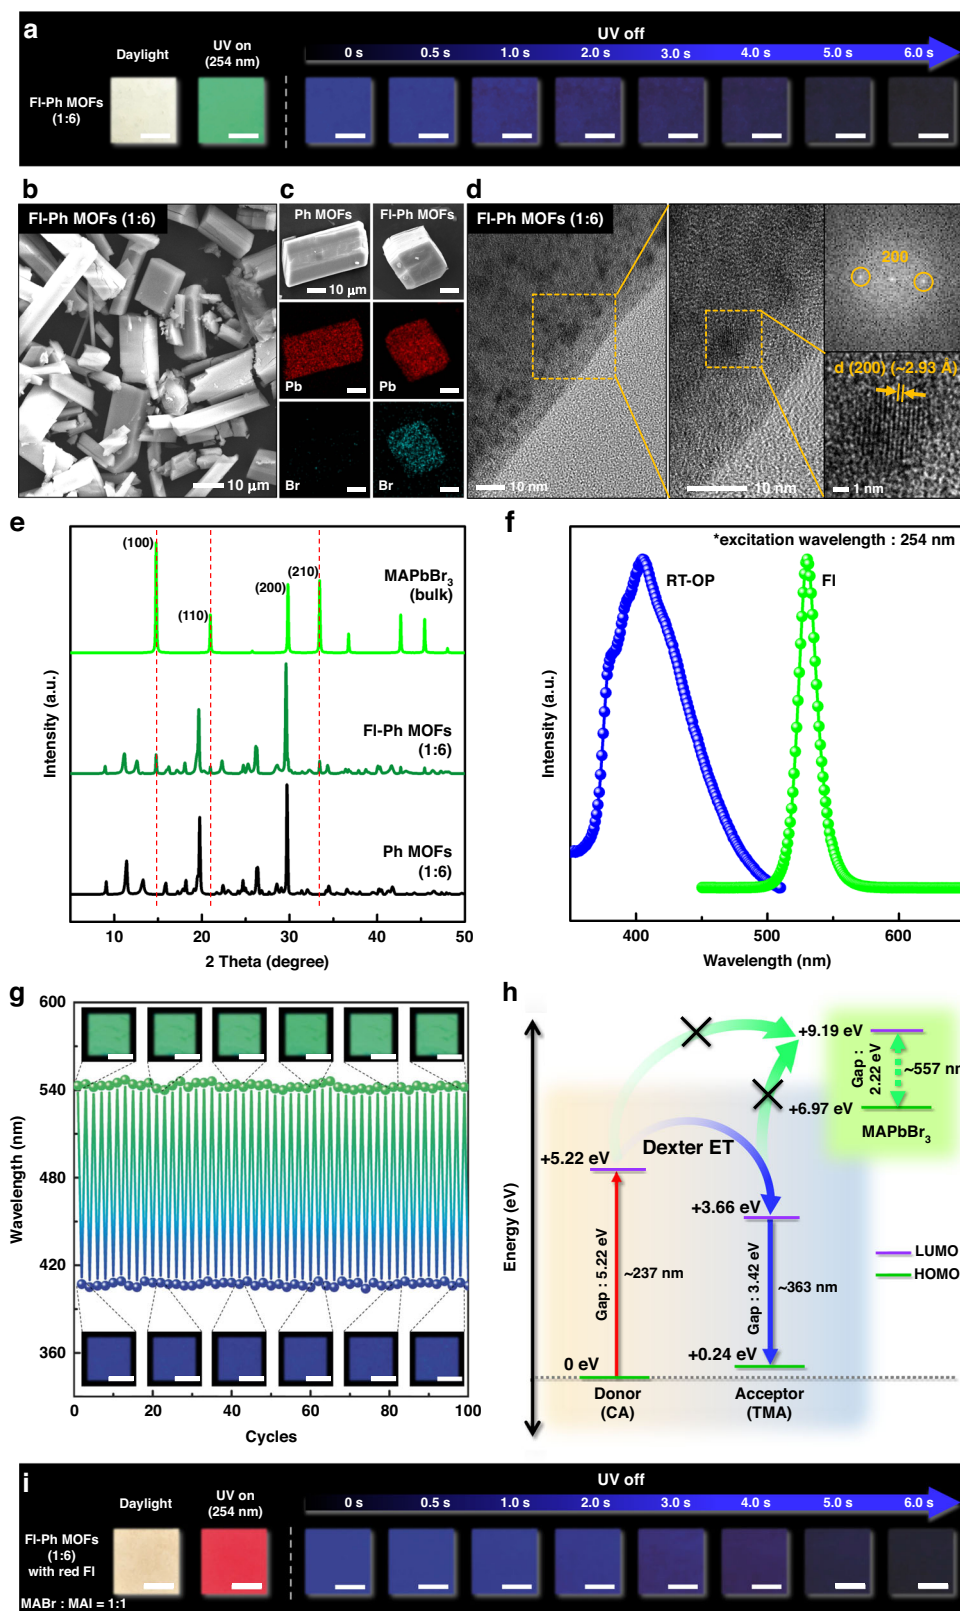 a
Daylight
UV on
(254 nm)
UV off
0 s 0.5 s 1.0 s 2.0 s 3.0 s 4.0 s 5.0 s 6.0 s
Fl-Ph MOFs
(1:6)
b
Fl-Ph MOFs (1:6)
10 μm
c
Ph MOFs Fl-PH MOFs
10 μm
Pb Pb
Br Br
d
Fl-Ph MOFs (1:6)
10 nm
10 nm
200
d (200) (~2.93 Å)
1 nm
e
(100)
(110)
(200)
(210)
MAPbBr3
(bulk)
Fl-Ph MOFs
(1:6)
Ph MOFs
(1:6)
Intensity (a.u.)
10 20 30 40 50
2 Theta (degree)
f
*excitation wavelength : 254 nm
RT-OP
Fl
Intensity (a.u.)
400 500 600
Wavelength (nm)
g
600
540
480
420
360
Wavelength (nm)
0 20 40 60 80 100
Cycles
h
Energy (eV)
+9.19 eV
Gap :
2.22 eV
~557 nm
+6.97 eV
MAPbBr3
Dexter ET
+5.22 eV
+3.66 eV
Gap : 5.22 eV
~237 nm
Gap : 3.42 eV
~363 nm
LUMO
HOMO
+0.24 eV
0 eV
Donor
(CA)
Acceptor
(TMA)
i
Daylight
UV on
(254 nm)
UV off
0 s 0.5 s 1.0 s 2.0 s 3.0 s 4.0 s 5.0 s 6.0 s
Fl-Ph MOFs
(1:6)
with red Fl
MABr : MAI = 1:1